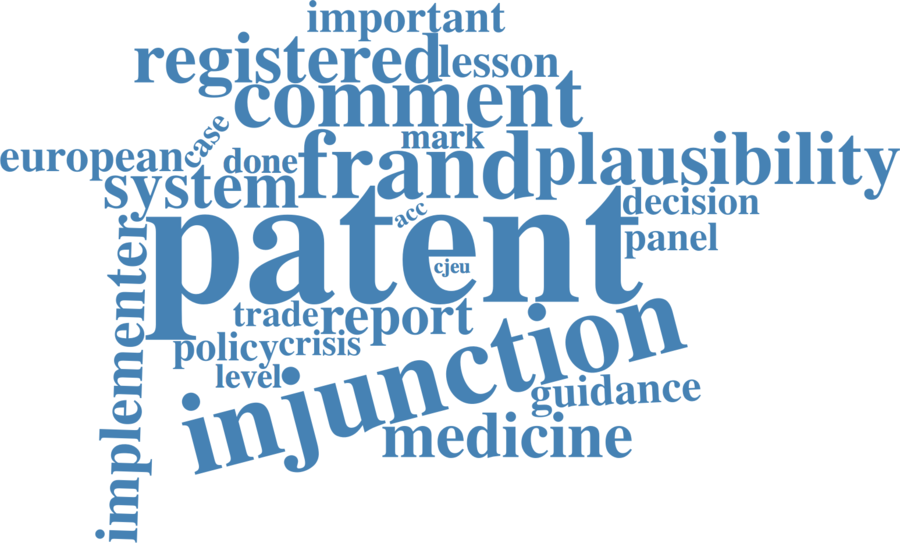 important
registered
lesson
comment
case
mark
european
done
frand
plausibility
system
patent
acc
decision
panel
cjeu
implementer
trade
report
injunction
policy
crisis
level
guidance
medicine